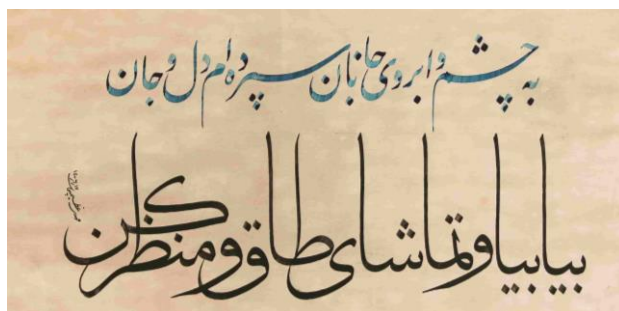 به چشم و ابروی جانان سپرده‌ام دل و جان
بیا بیا و تماشای طاق و منظر کن